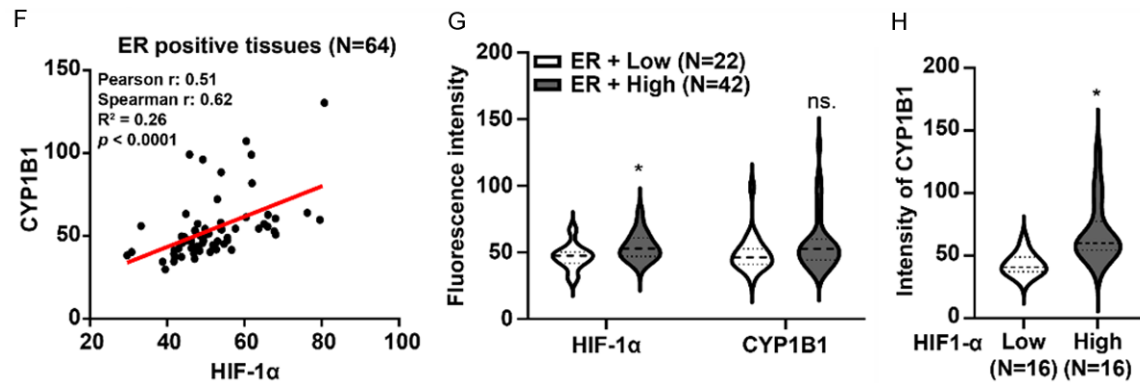 F
ER positive tissues (N=64)
Pearson r: 0.51
Spearman r: 0.62
R² = 0.26
p < 0.0001
150
100
50
0
CYP1B1
20
40
60
80
100
HIF-1α
G
ER + Low (N=22)
ER + High (N=42)
200
150
100
50
0
Fluorescence intensity
*
ns.
HIF-1α
CYP1B1
H
200
150
100
50
0
Intensity of CYP1B1
*
HIF1-α
Low
High
(N=16)
(N=16)